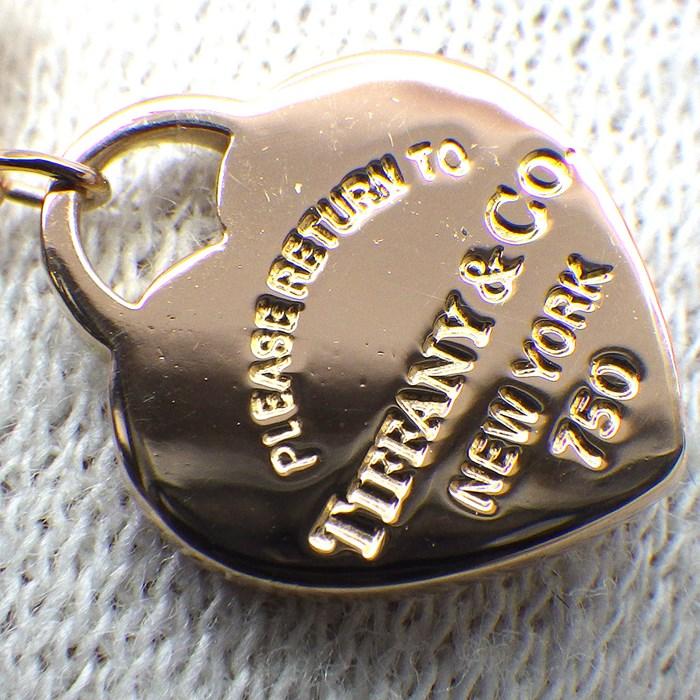 PLEASE RETURN TO
TIFFANY & CO
NEW YORK
750